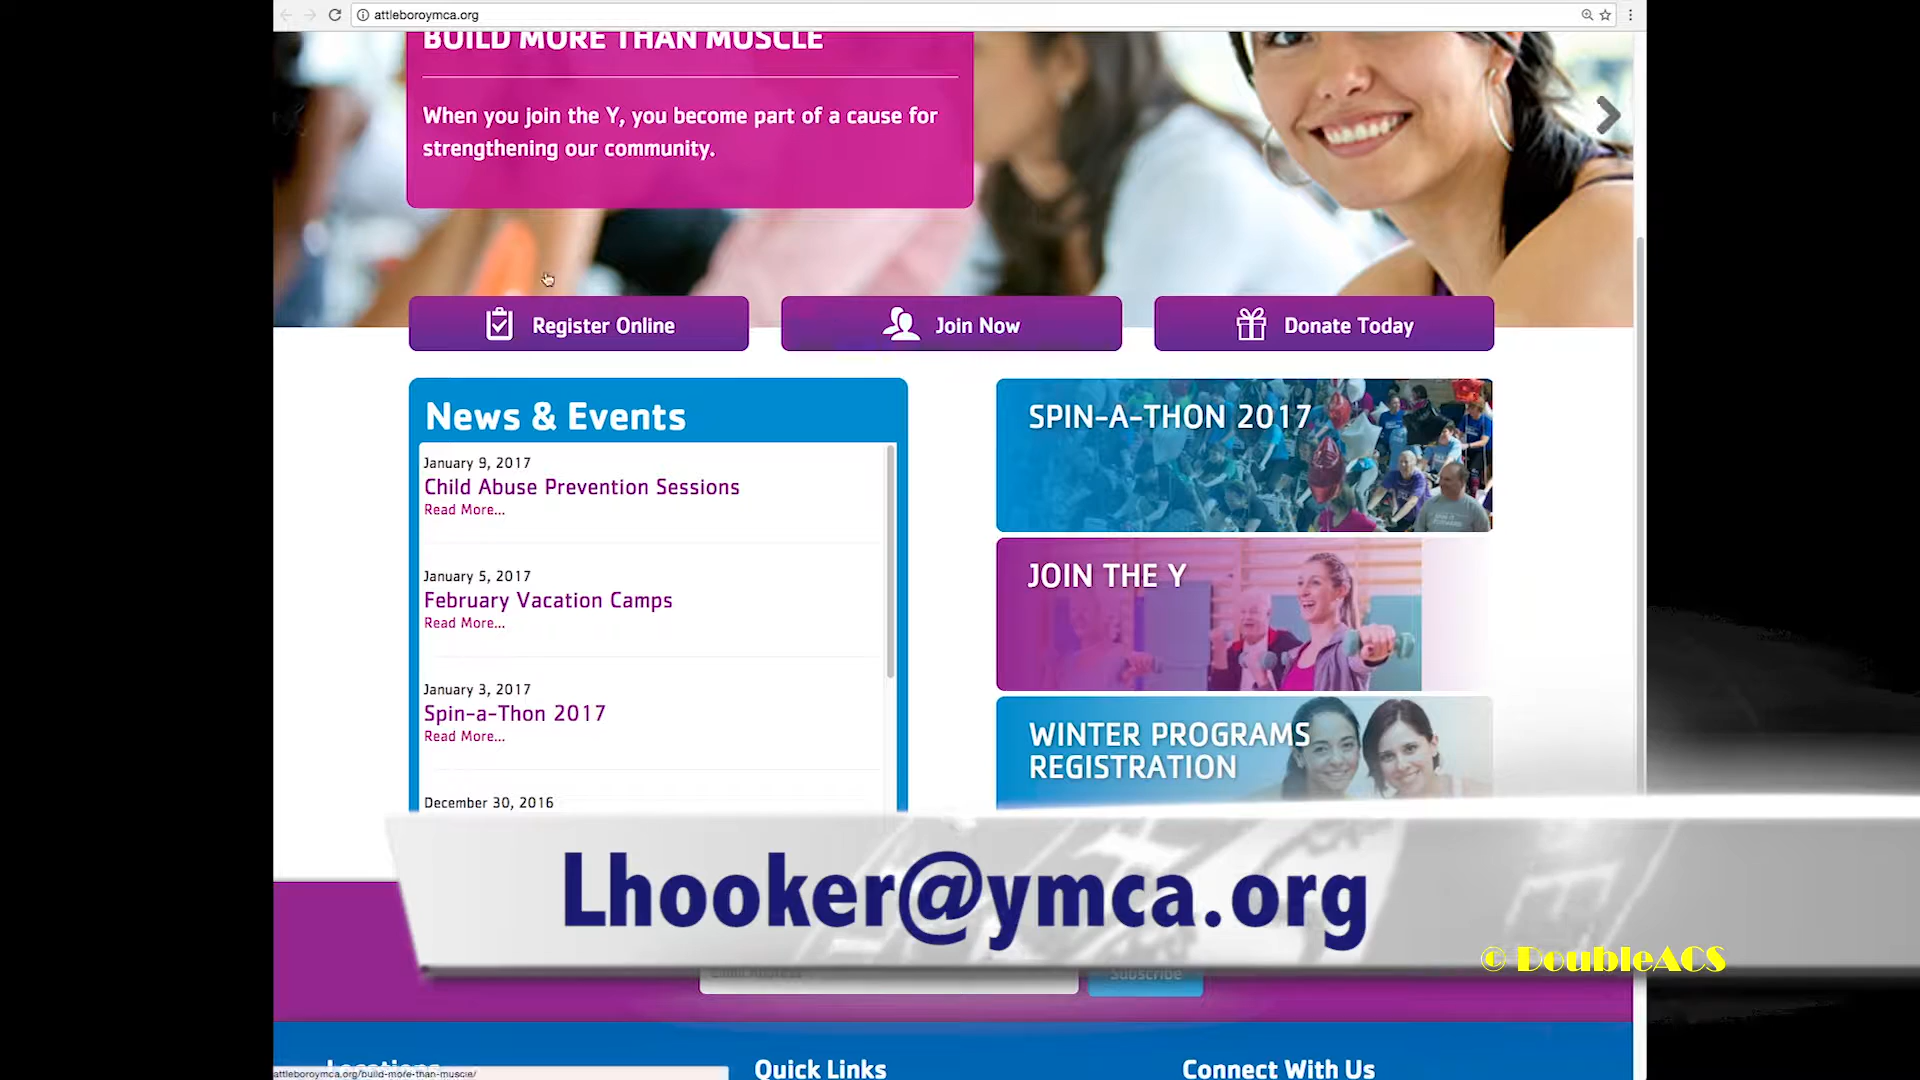 attleboroymca.org
BUILD MORE THAN MUSCLE
When you join the Y, you become part of a cause for
strengthening our community.
Register Online
Join Now
Donate Today
News & Events
January 9, 2017
Child Abuse Prevention Sessions
Read More...
January 5, 2017
February Vacation Camps
Read More...
January 3, 2017
Spin-a-Thon 2017
Read More...
December 30, 2016
SPIN-A-THON 2017
JOIN THE Y
WINTER PROGRAMS
REGISTRATION
Lhooker@ymca.org
© DoubleACS
Email Address
Subscribe
Locations
Quick Links
Connect With Us
attleboroymca.org/build-more-than-muscle/